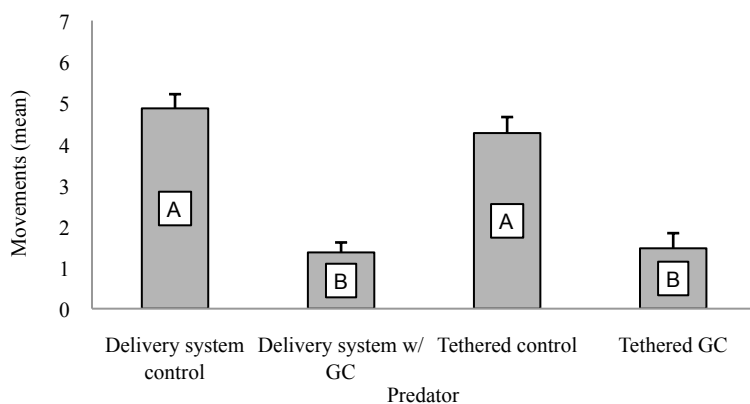 7
6
5
4
3
2
1
0
Movements (mean)
A
B
A
B
Delivery system control
Delivery system w/ GC
Tethered control
Tethered GC
Predator